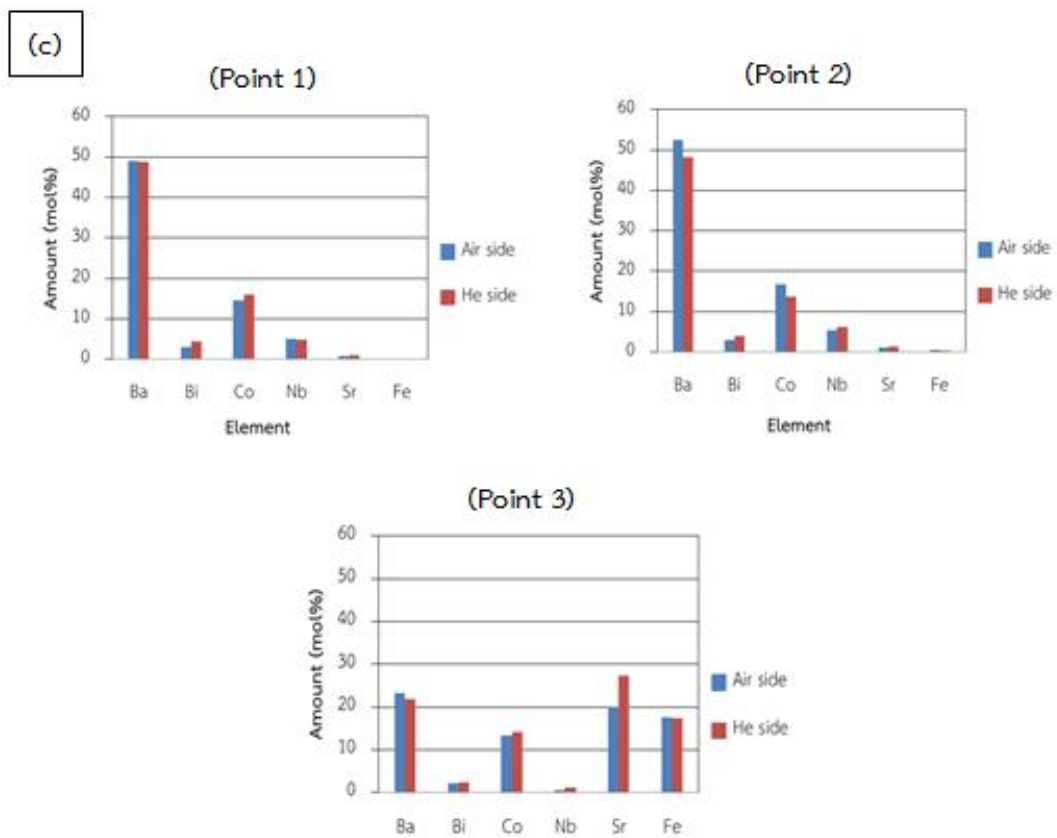 (c)
(Point 1)
60
50
40
30
20
10
0
Amount (mol%)
Ba Bi Co Nb Sr Fe
Element
Air side
He side
(Point 2)
60
50
40
30
20
10
0
Amount (mol%)
Ba Bi Co Nb Sr Fe
Element
Air side
He side
(Point 3)
60
50
40
30
20
10
0
Amount (mol%)
Ba Bi Co Nb Sr Fe
Air side
He side